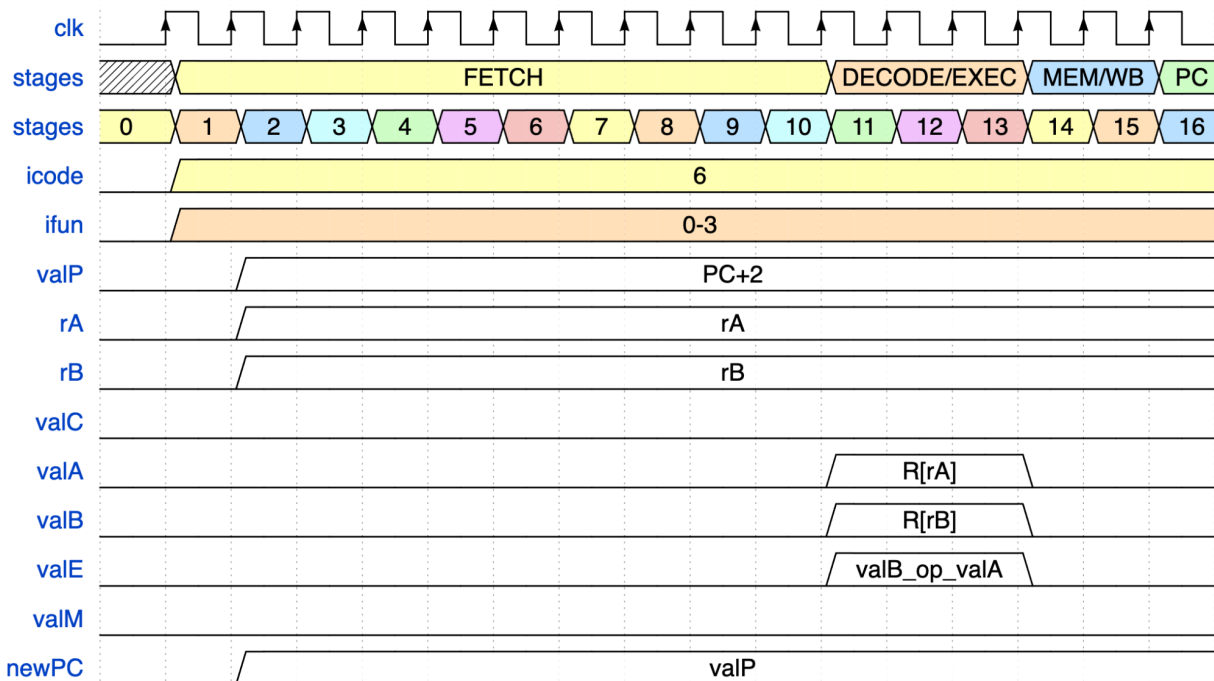 clk
stages FETCH DECODE/EXEC MEM/WB PC
stages 0 1 2 3 4 5 6 7 8 9 10 11 12 13 14 15 16
icode 6
ifun 0-3
valP PC+2
rA rA
rB rB
valC
valA R[rA]
valB R[rB]
valE valB_op_valA
valM
newPC valP